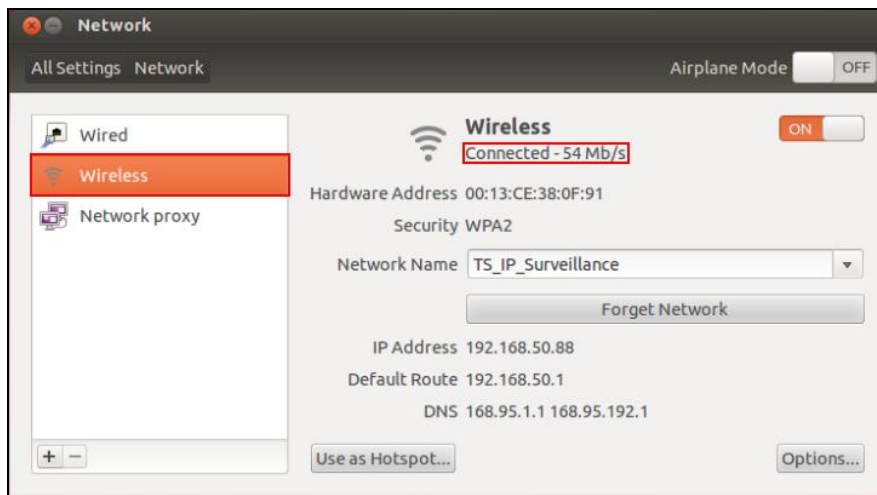 Network
All Settings Network
Airplane Mode OFF
Wired
Wireless
Network proxy
Wireless
ON
Connected - 54 Mb/s
Hardware Address 00:13:CE:38:0F:91
Security WPA2
Network Name TS_IP_Surveillance
Forget Network
IP Address 192.168.50.88
Default Route 192.168.50.1
DNS 168.95.1.1 168.95.192.1
+ −
Use as Hotspot...
Options...